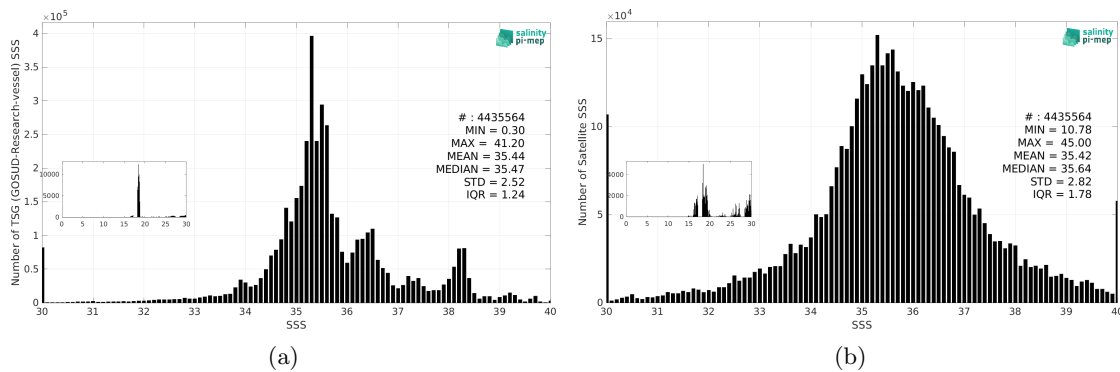 ×10⁵
4
3.5
3
2.5
2
1.5
1
0.5
0
Number of TSG (GOSUD-Research-vessel) SSS
salinity
pi-mep
# : 4435564
MIN = 0.30
MAX = 41.20
MEAN = 35.44
MEDIAN = 35.47
STD = 2.52
IQR = 1.24
10000
5000
0
0 5 10 15 20 25 30
30 31 32 33 34 35 36 37 38 39 40
SSS
(a)
×10⁴
15
10
5
0
Number of Satellite SSS
salinity
pi-mep
# : 4435564
MIN = 10.78
MAX = 45.00
MEAN = 35.42
MEDIAN = 35.64
STD = 2.82
IQR = 1.78
4000
2000
0
0 5 10 15 20 25 30
30 31 32 33 34 35 36 37 38 39 40
SSS
(b)